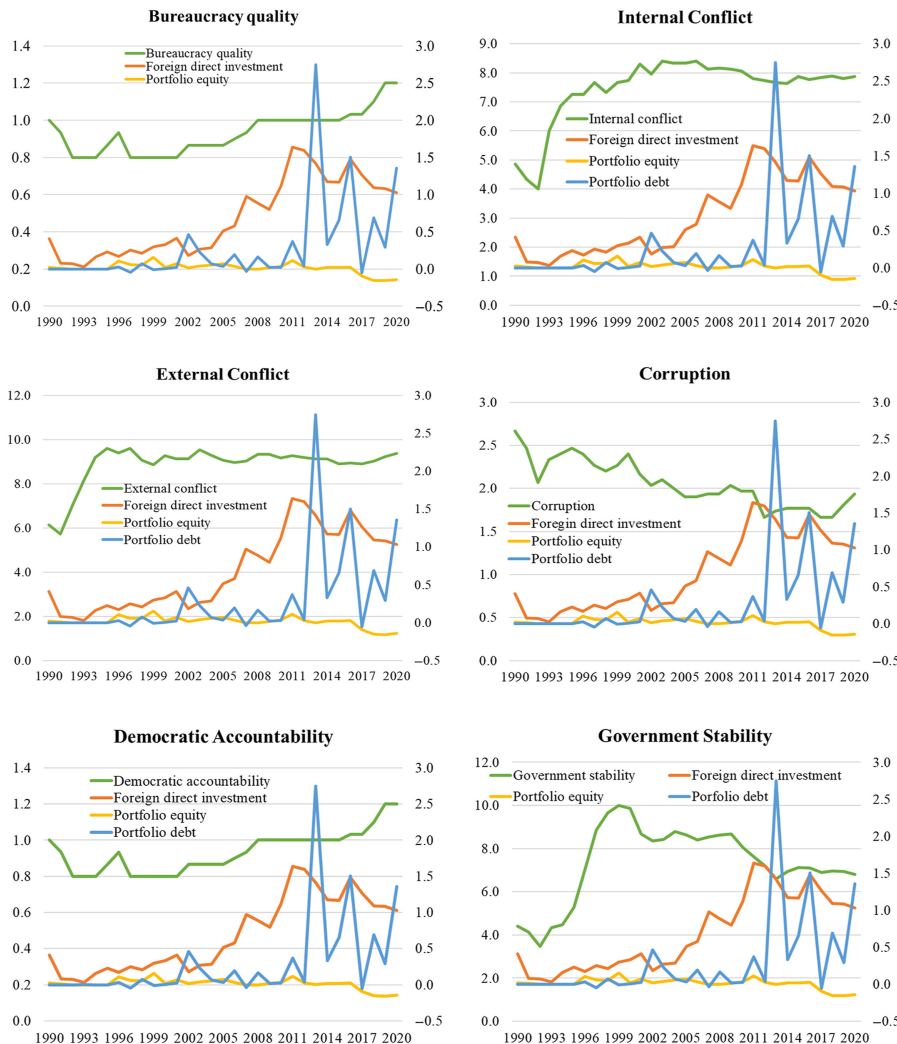 Bureaucracy quality
1.4
1.2
1.0
0.8
0.6
0.4
0.2
0.0
Bureaucracy quality
Foreign direct investment
Portfolio equity
3.0
2.5
2.0
1.5
1.0
0.5
0.0
−0.5
1990 1993 1996 1999 2002 2005 2008 2011 2014 2017 2020
Internal Conflict
9.0
8.0
7.0
6.0
5.0
4.0
3.0
2.0
1.0
0.0
Internal conflict
Foreign direct investment
Portfolio equity
Portfolio debt
3.0
2.5
2.0
1.5
1.0
0.5
0.0
−0.5
1990 1993 1996 1999 2002 2005 2008 2011 2014 2017 2020
External Conflict
12.0
10.0
8.0
6.0
4.0
2.0
0.0
External conflict
Foreign direct investment
Portfolio equity
Portfolio debt
3.0
2.5
2.0
1.5
1.0
0.5
0.0
−0.5
1990 1993 1996 1999 2002 2005 2008 2011 2014 2017 2020
Corruption
3.0
2.5
2.0
1.5
1.0
0.5
0.0
Corruption
Foregin direct investment
Portfolio equity
Portfolio debt
3.0
2.5
2.0
1.5
1.0
0.5
0.0
−0.5
1990 1993 1996 1999 2002 2005 2008 2011 2014 2017 2020
Democratic Accountability
1.4
1.2
1.0
0.8
0.6
0.4
0.2
0.0
Democratic accountability
Foreign direct investment
Portfolio equity
Portfolio debt
3.0
2.5
2.0
1.5
1.0
0.5
0.0
−0.5
1990 1993 1996 1999 2002 2005 2008 2011 2014 2017 2020
Government Stability
12.0
10.0
8.0
6.0
4.0
2.0
0.0
Government stability Foreign direct investment
Portfolio equity Porfolio debt
3.0
2.5
2.0
1.5
1.0
0.5
0.0
−0.5
1990 1993 1996 1999 2002 2005 2008 2011 2014 2017 2020